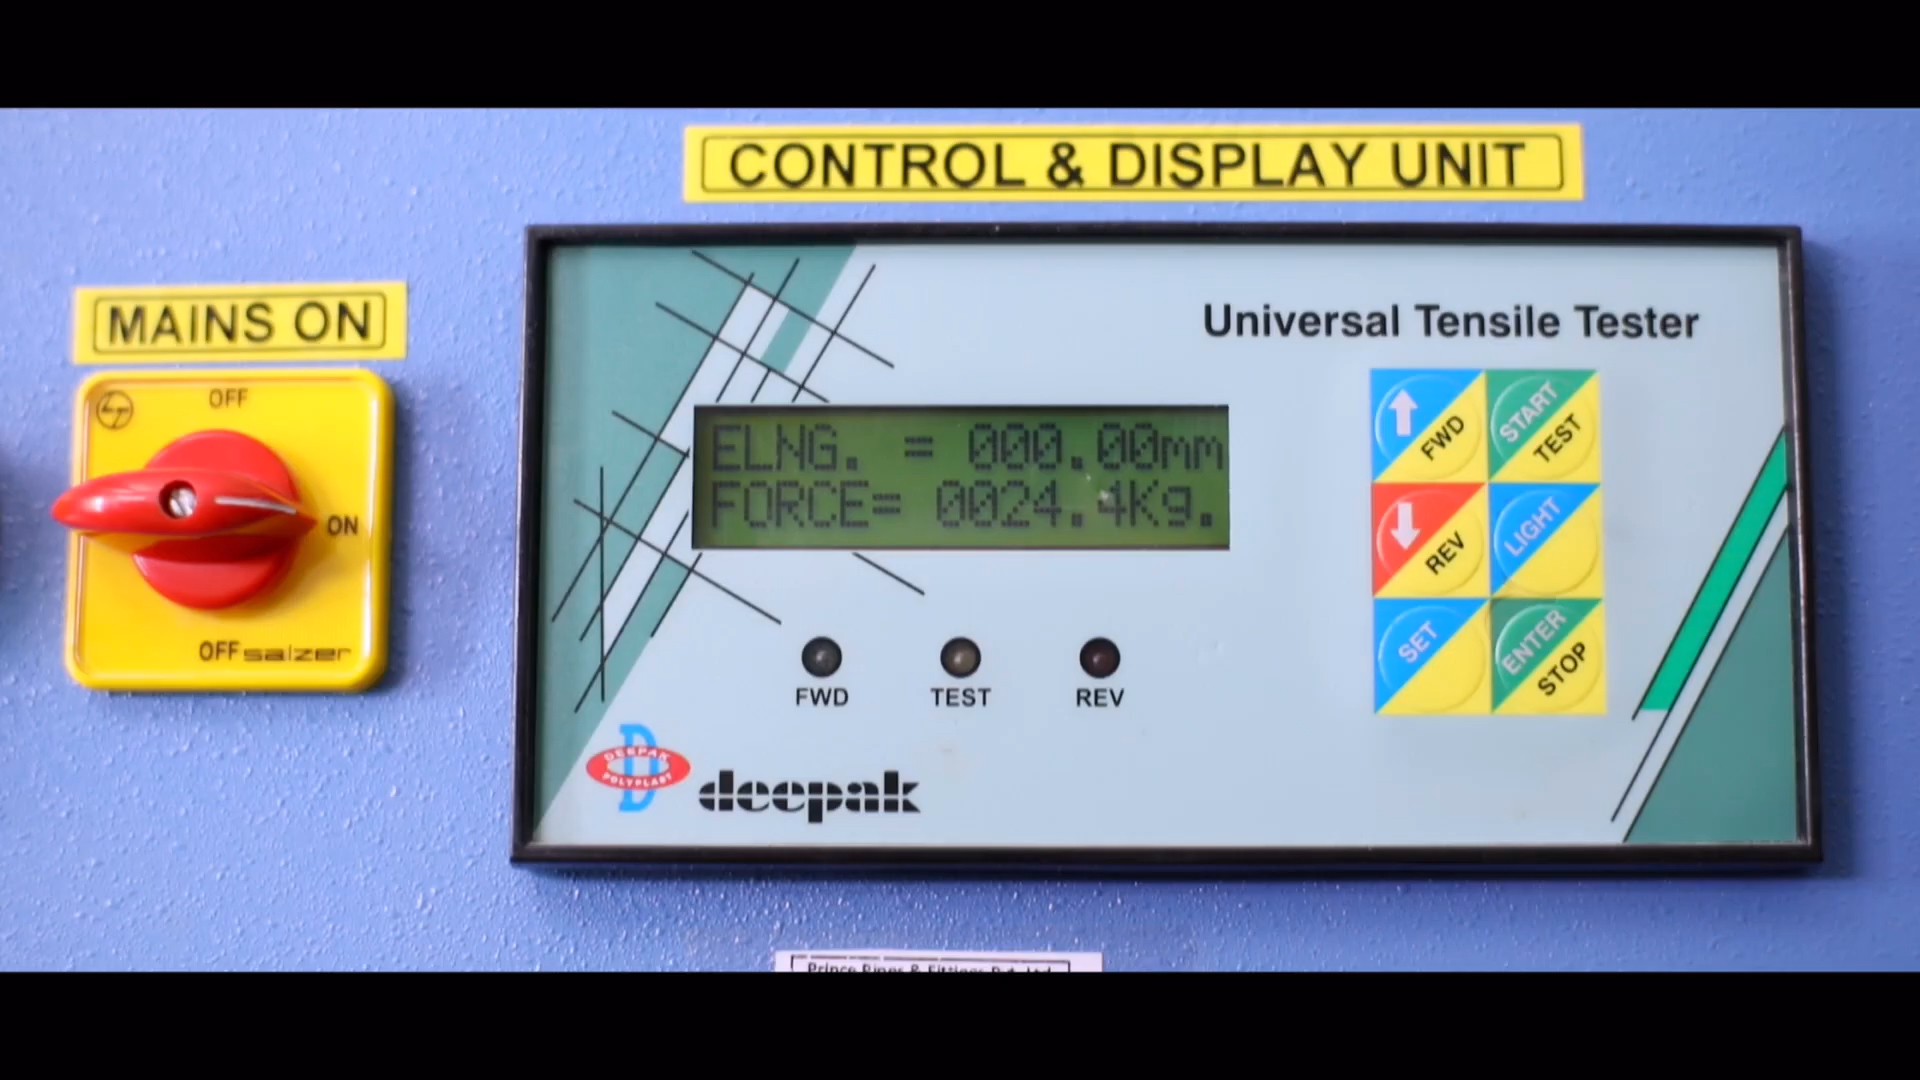 CONTROL & DISPLAY UNIT
MAINS ON
OFF
ON
OFF salzer
Universal Tensile Tester
ELNG. = 000.00mm
FORCE= 0024.4Kg.
FWD
START
TEST
REV
LIGHT
SET
ENTER
STOP
FWD TEST REV
DEEPAK
POLYPLAST
deepak
Prince Pipes & Fittings Pvt. Ltd.